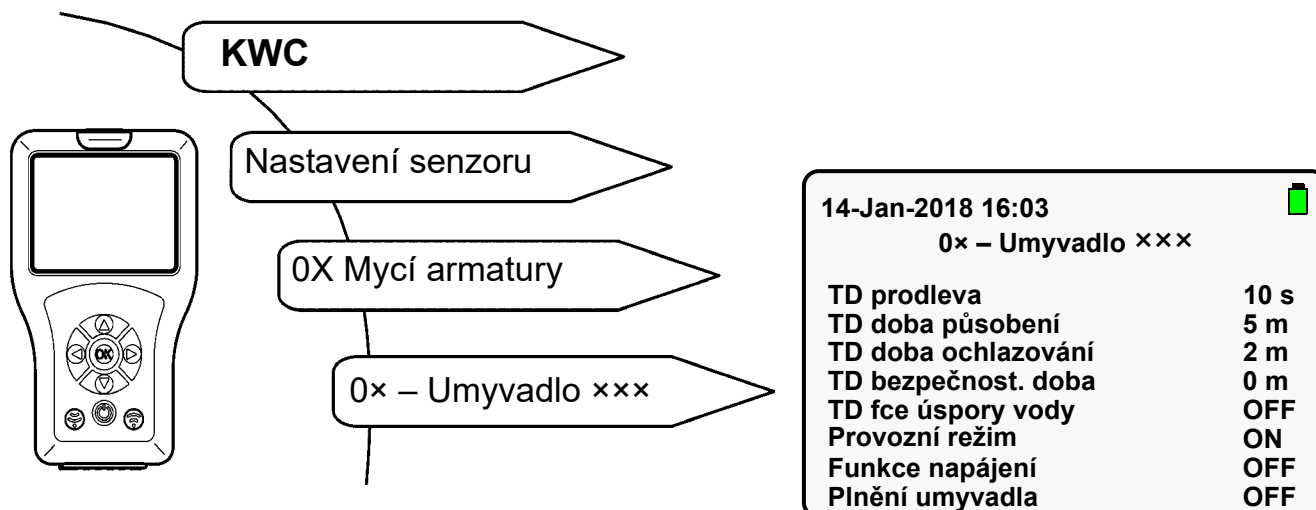 KWC
Nastavení senzoru
0X Mycí armatury
0× – Umyvadlo ×××
OK
14-Jan-2018 16:03
0× – Umyvadlo ×××
TD prodleva 10 s
TD doba působení 5 m
TD doba ochlazování 2 m
TD bezpečnost. doba 0 m
TD fce úspory vody OFF
Provozní režim ON
Funkce napájení OFF
Plnění umyvadla OFF